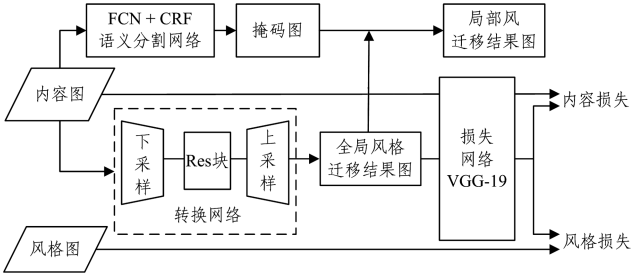 FCN + CRF
语义分割网络
掩码图
局部风
迁移结果图
内容图
内容损失
下采样
Res块
上采样
转换网络
全局风格
迁移结果图
损失
网络
VGG-19
风格图
风格损失